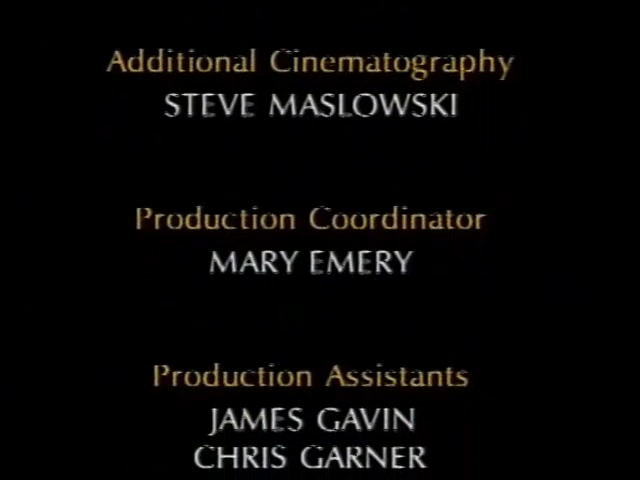 Additional Cinematography
STEVE MASLOWSKI
Production Coordinator
MARY EMERY
Production Assistants
JAMES GAVIN
CHRIS GARNER